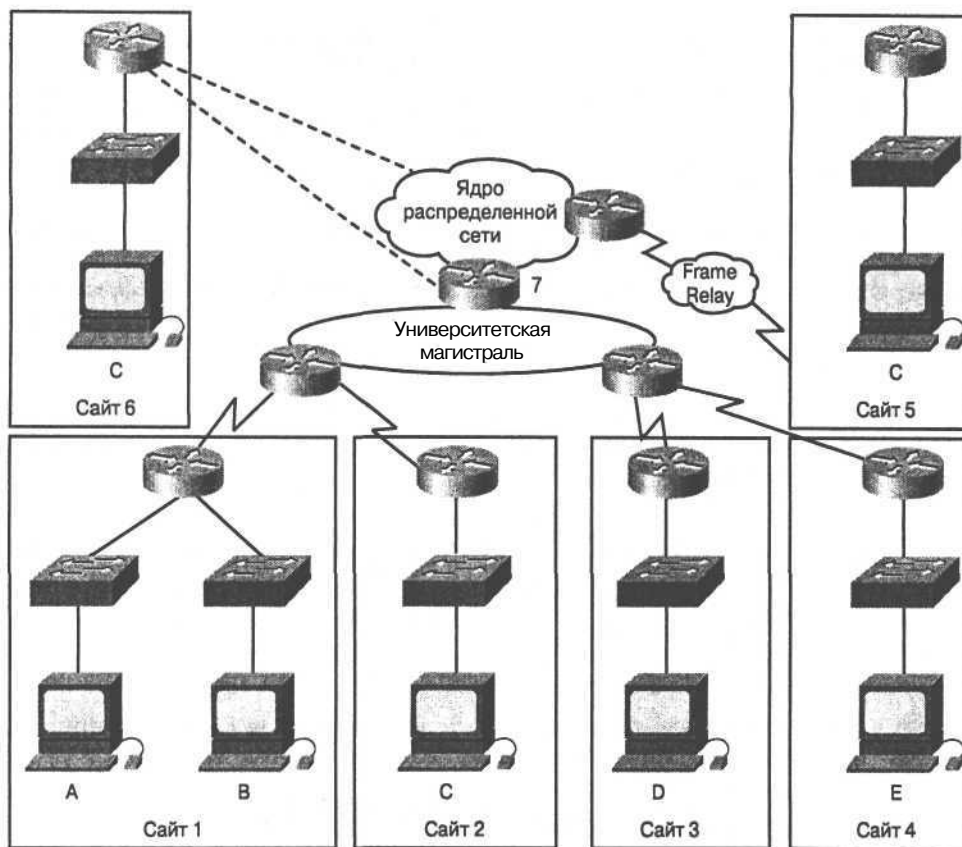 Ядро
распределенной
сети
7
Frame
Relay
Университетская
магистраль
C
Сайт 6
C
Сайт 5
A
B
C
D
E
Сайт 1
Сайт 2
Сайт 3
Сайт 4